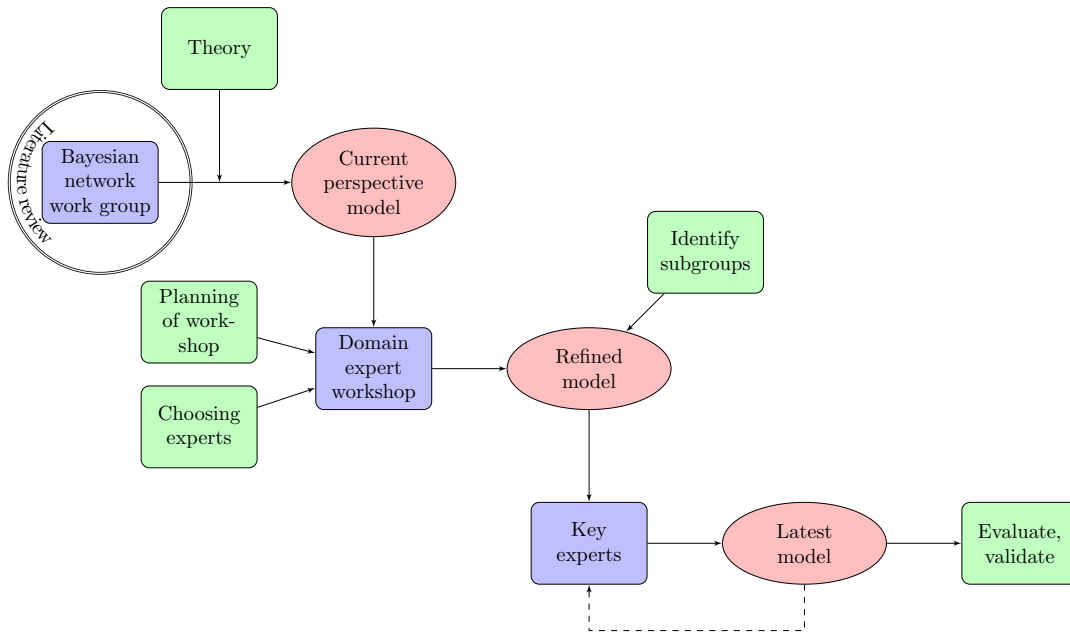 Theory
Literature review
Bayesian
network
work group
Current
perspective
model
Identify
subgroups
Planning
of work-
shop
Domain
expert
workshop
Refined
model
Choosing
experts
Key
experts
Latest
model
Evaluate,
validate